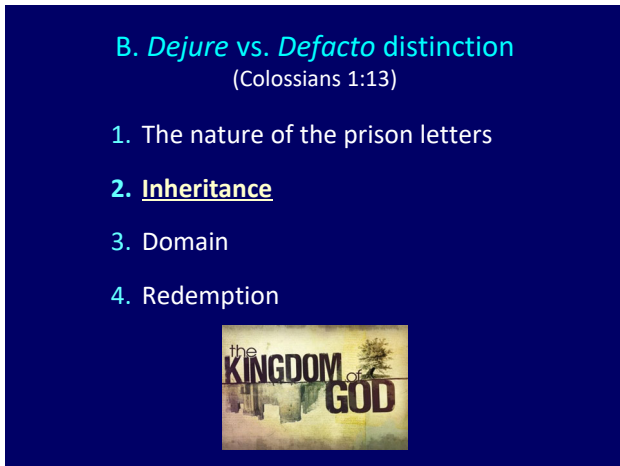 B. Dejure vs. Defacto distinction
(Colossians 1:13)
1. The nature of the prison letters
2. Inheritance
3. Domain
4. Redemption
the
KINGDOM of
GOD